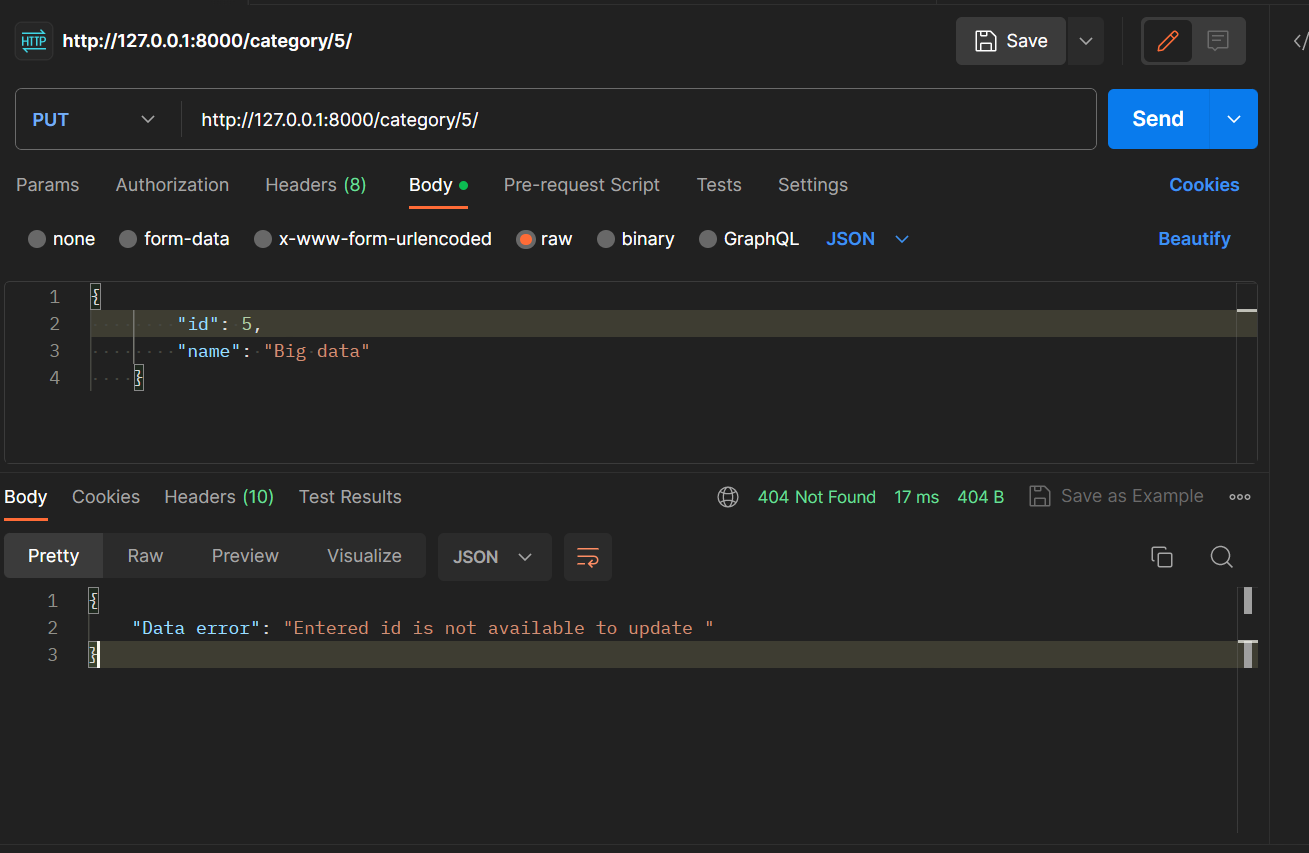 HTTP http://127.0.0.1:8000/category/5/ Save
PUT http://127.0.0.1:8000/category/5/ Send
Params Authorization Headers (8) Body Pre-request Script Tests Settings Cookies
none form-data x-www-form-urlencoded raw binary GraphQL JSON Beautify
1 {
2 "id": 5,
3 "name": "Big data"
4 }
Body Cookies Headers (10) Test Results 404 Not Found 17 ms 404 B Save as Example
Pretty Raw Preview Visualize JSON
1 {
2 "Data error": "Entered id is not available to update "
3 }